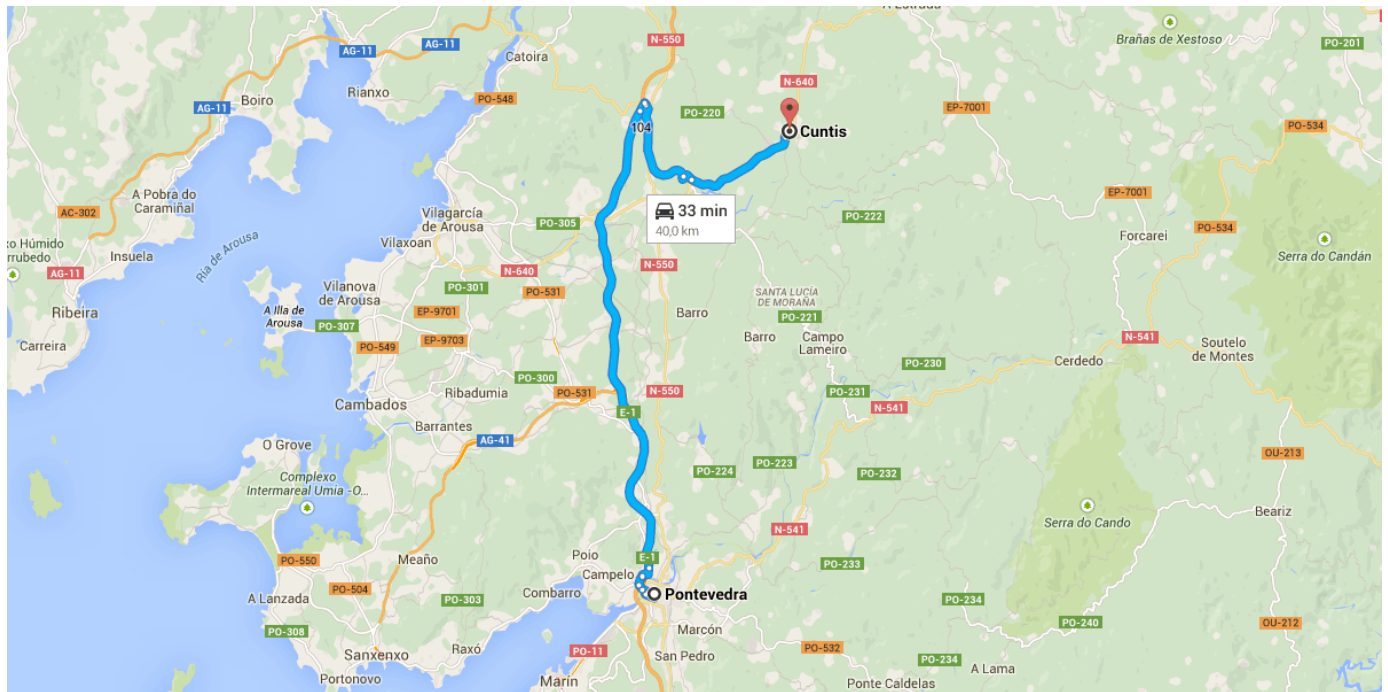 A Estrada
N-550
Brañas de Xestoso
PO-201
AG-11
AG-11
Catoira
Rianxo
N-640
Boiro
AG-11
PO-548
EP-7001
104
PO-220
Cuntis
PO-534
A Pobra do
Caramiñal
33 min
40,0 km
EP-7001
AC-302
Vilagarcía
de Arousa
PO-305
PO-222
PO-534
Forcarei
Ría de Arousa
Vilaxoan
xo Húmido
rrubedo
Insuela
Serra do Candán
AG-11
N-640
N-550
Vilanova
de Arousa
PO-301
PO-531
SANTA LUCÍA
DE MORAÑA
Ribeira
A Illa de
Arousa
EP-9701
Barro
PO-221
PO-307
EP-9703
Barro
Campo
Lameiro
N-541
Carreira
PO-549
Soutelo
de Montes
Cerdedo
PO-230
PO-300
Ribadumia
PO-531
N-550
PO-231
Cambados
E-1
N-541
Barrantes
AG-41
O Grove
OU-213
Complexo
Intermareal Umia -O...
PO-224
PO-223
PO-232
Beariz
Serra do Cando
N-541
Poio
E-1
Meaño
PO-550
Campelo
PO-233
PO-504
Combarro
Pontevedra
A Lanzada
PO-303
PO-234
PO-240
OU-212
PO-308
Marcón
Sanxenxo
Raxó
PO-11
San Pedro
PO-532
PO-234
A Lama
Portonovo
Marín
Ponte Caldelas